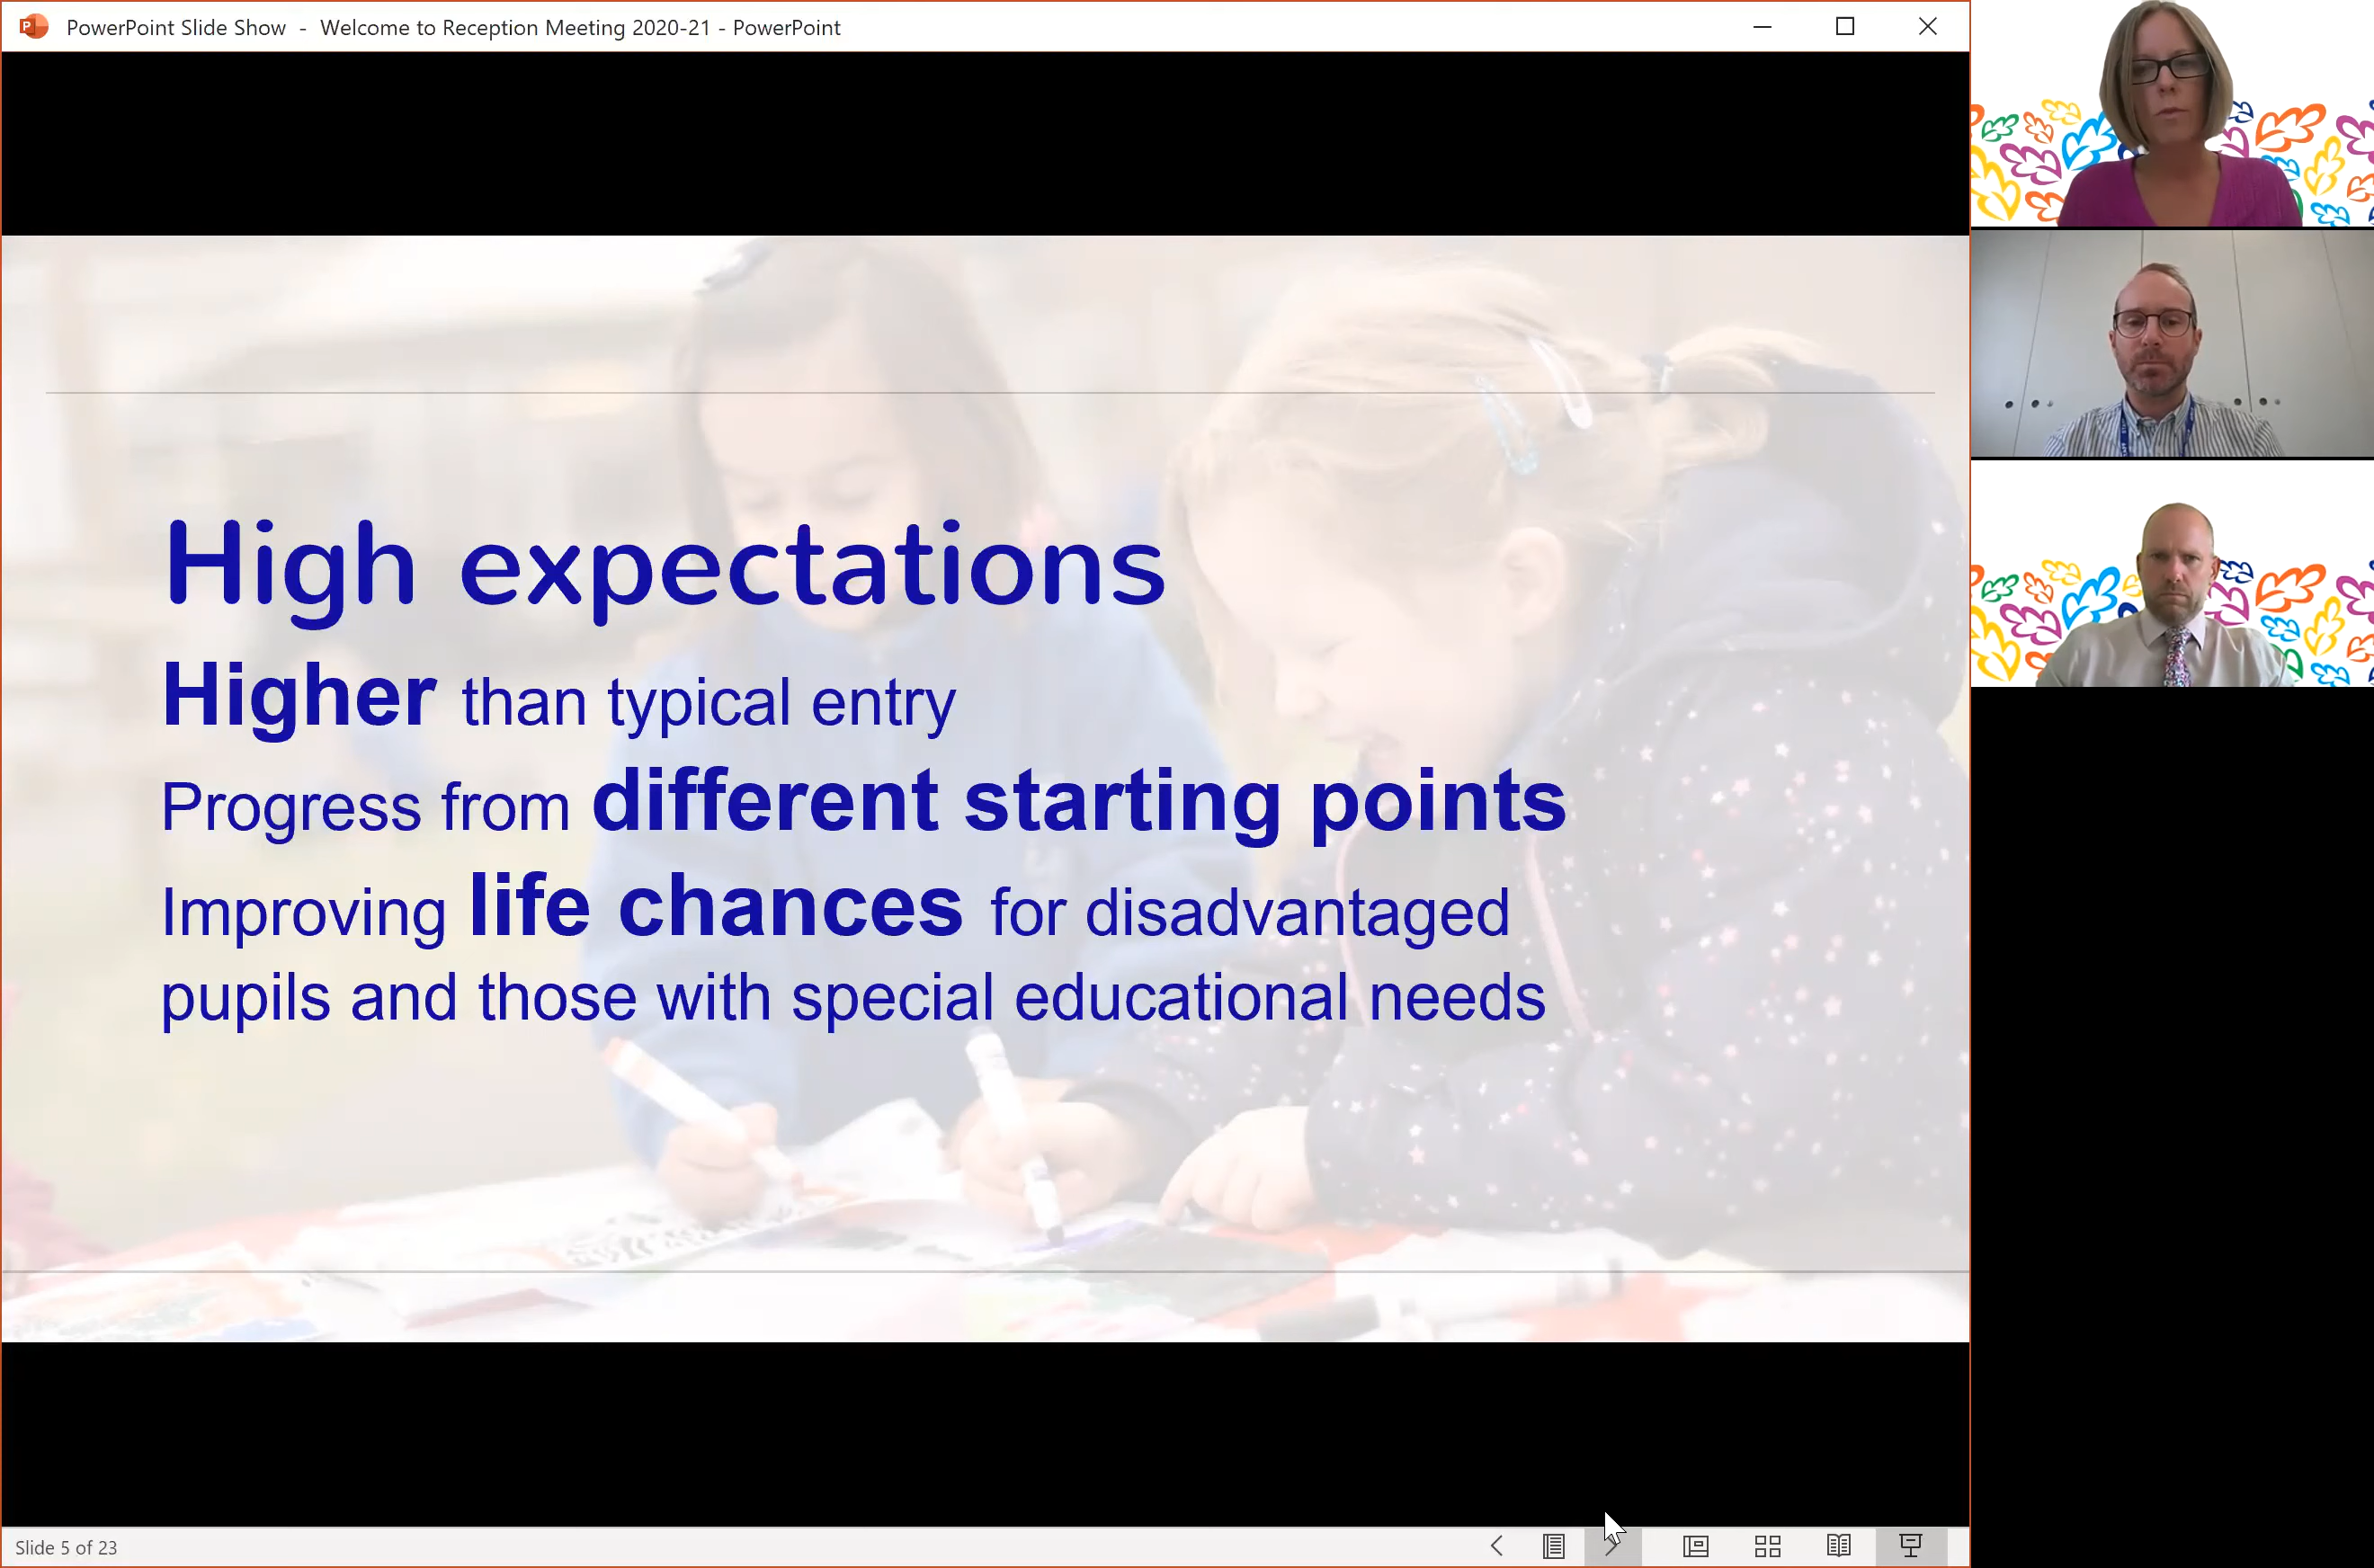 PowerPoint Slide Show - Welcome to Reception Meeting 2020-21 - PowerPoint
High expectations
Higher than typical entry
Progress from different starting points
Improving life chances for disadvantaged
pupils and those with special educational needs
Slide 5 of 23